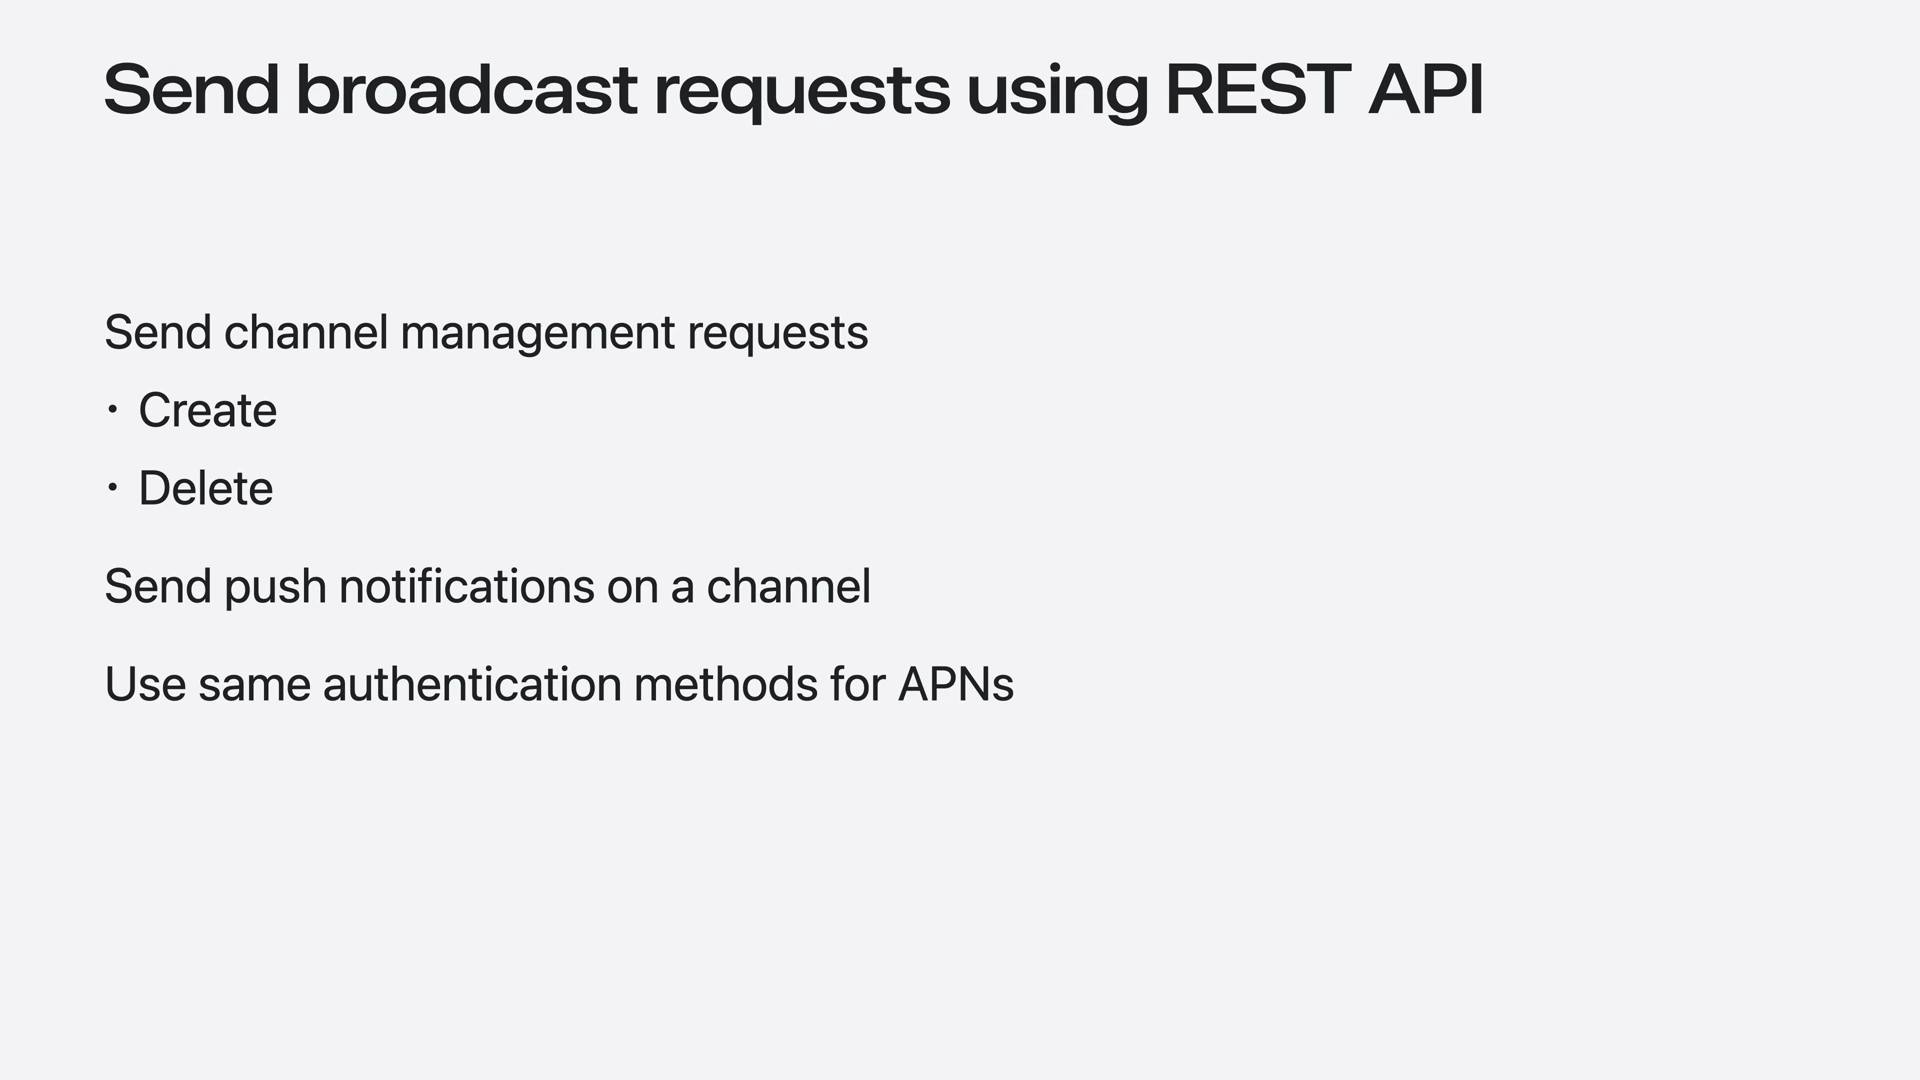 Send broadcast requests using REST API
Send channel management requests
• Create
• Delete
Send push notifications on a channel
Use same authentication methods for APNs